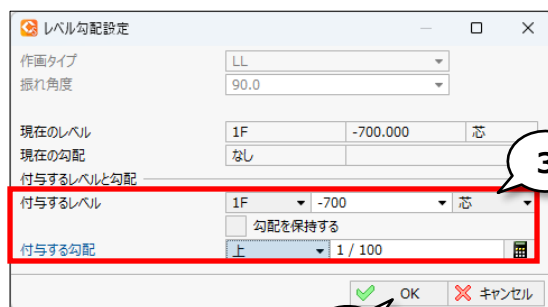 レベル勾配設定
作画タイプ LL
振れ角度 90.0
現在のレベル 1F -700.000 芯
現在の勾配 なし
付与するレベルと勾配
付与するレベル 1F -700 芯
勾配を保持する
付与する勾配 上 1 / 100
3
OK キャンセル